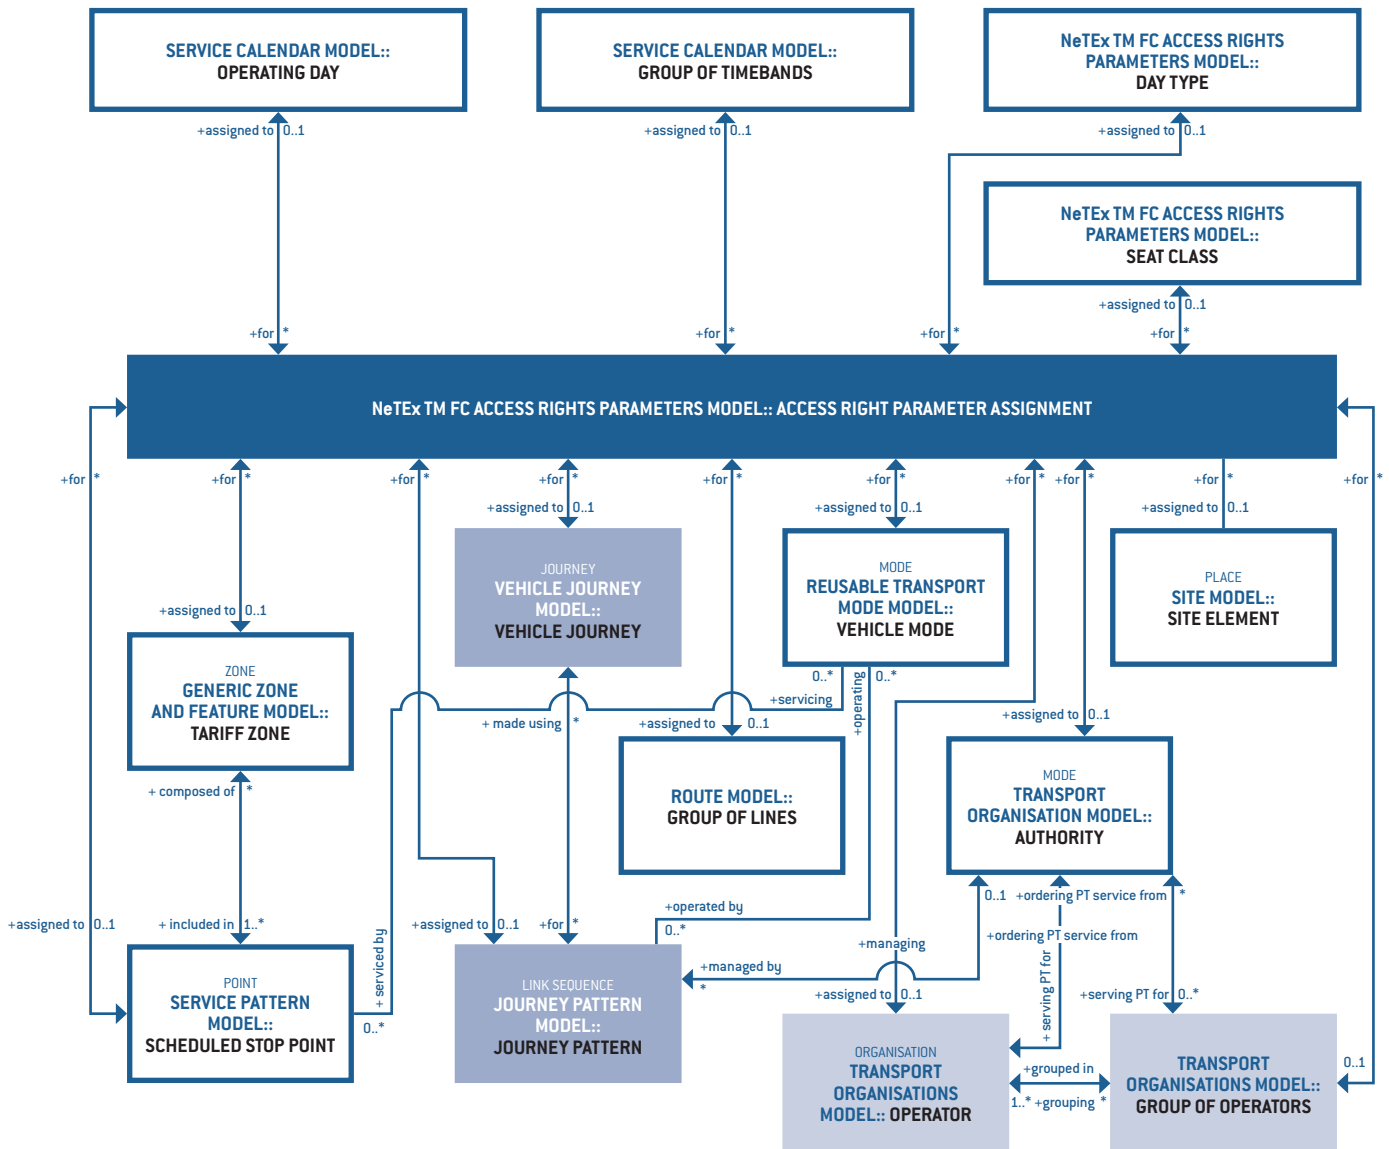 SERVICE CALENDAR MODEL::
OPERATING DAY
SERVICE CALENDAR MODEL::
GROUP OF TIMEBANDS
NeTEx TM FC ACCESS RIGHTS
PARAMETERS MODEL::
DAY TYPE
+assigned to 0..1
+assigned to 0..1
+assigned to 0..1
NeTEx TM FC ACCESS RIGHTS
PARAMETERS MODEL::
SEAT CLASS
+assigned to 0..1
+for *
+for *
+for *
+for *
NeTEx TM FC ACCESS RIGHTS PARAMETERS MODEL:: ACCESS RIGHT PARAMETER ASSIGNMENT
+for *
+for *
+for *
+for *
+for *
+for *
+for *
+for *
+for *
+for *
+assigned to 0..1
+assigned to 0..1
+assigned to 0..1
JOURNEY
VEHICLE JOURNEY
MODEL::
VEHICLE JOURNEY
MODE
REUSABLE TRANSPORT
MODE MODEL::
VEHICLE MODE
PLACE
SITE MODEL::
SITE ELEMENT
+assigned to 0..1
ZONE
GENERIC ZONE
AND FEATURE MODEL::
TARIFF ZONE
0..*
0..*
+servicing
+operating
+ made using *
+assigned to 0..1
+assigned to 0..1
ROUTE MODEL::
GROUP OF LINES
MODE
TRANSPORT
ORGANISATION MODEL::
AUTHORITY
+ composed of *
0..1
+ordering PT service from *
+assigned to 0..1
+ included in 1..*
+ serviced by
+assigned to 0..1
+for *
+operated by
0..*
+managing
+ordering PT service from
+ serving PT for
+managed by
*
+assigned to 0..1
+serving PT for 0..*
POINT
SERVICE PATTERN
MODEL::
SCHEDULED STOP POINT
0..*
LINK SEQUENCE
JOURNEY PATTERN
MODEL::
JOURNEY PATTERN
ORGANISATION
TRANSPORT
ORGANISATIONS
MODEL:: OPERATOR
+grouped in
1..* +grouping *
TRANSPORT
ORGANISATIONS MODEL::
GROUP OF OPERATORS
0..1